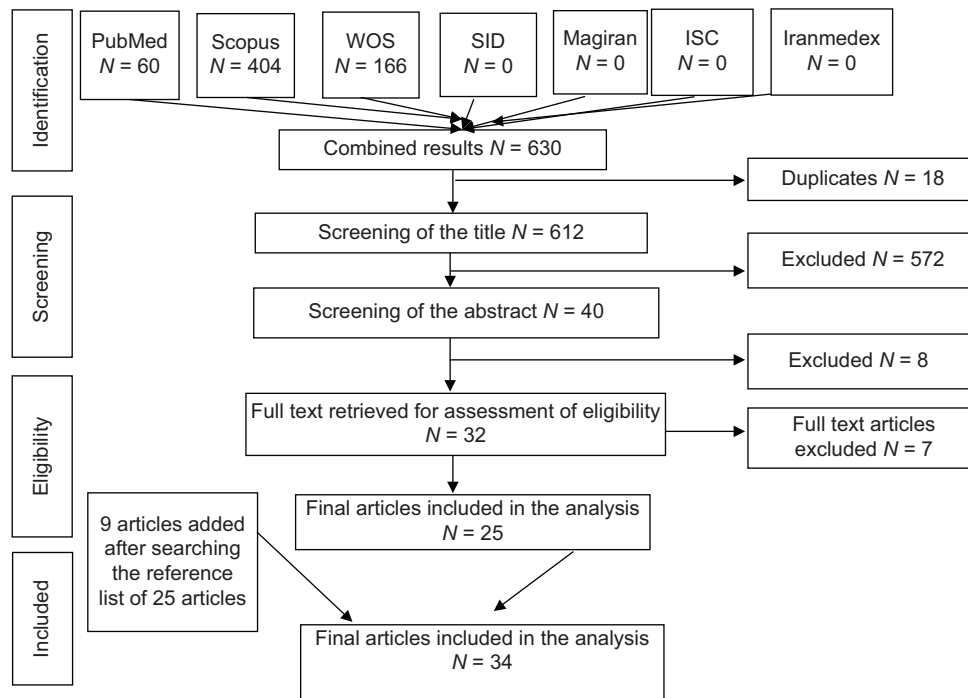 Identification
PubMed
N = 60
Scopus
N = 404
WOS
N = 166
SID
N = 0
Magiran
N = 0
ISC
N = 0
Iranmedex
N = 0
Combined results N = 630
Duplicates N = 18
Screening
Screening of the title N = 612
Excluded N = 572
Screening of the abstract N = 40
Excluded N = 8
Eligibility
Full text retrieved for assessment of eligibility
N = 32
Full text articles
excluded N = 7
Final articles included in the analysis
N = 25
9 articles added
after searching
the reference
list of 25 articles
Included
Final articles included in the analysis
N = 34